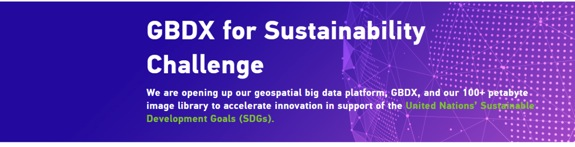 GBDX for Sustainability
Challenge
We are opening up our geospatial big data platform, GBDX, and our 100+ petabyte
image library to accelerate innovation in support of the United Nations' Sustainable
Development Goals (SDGs).